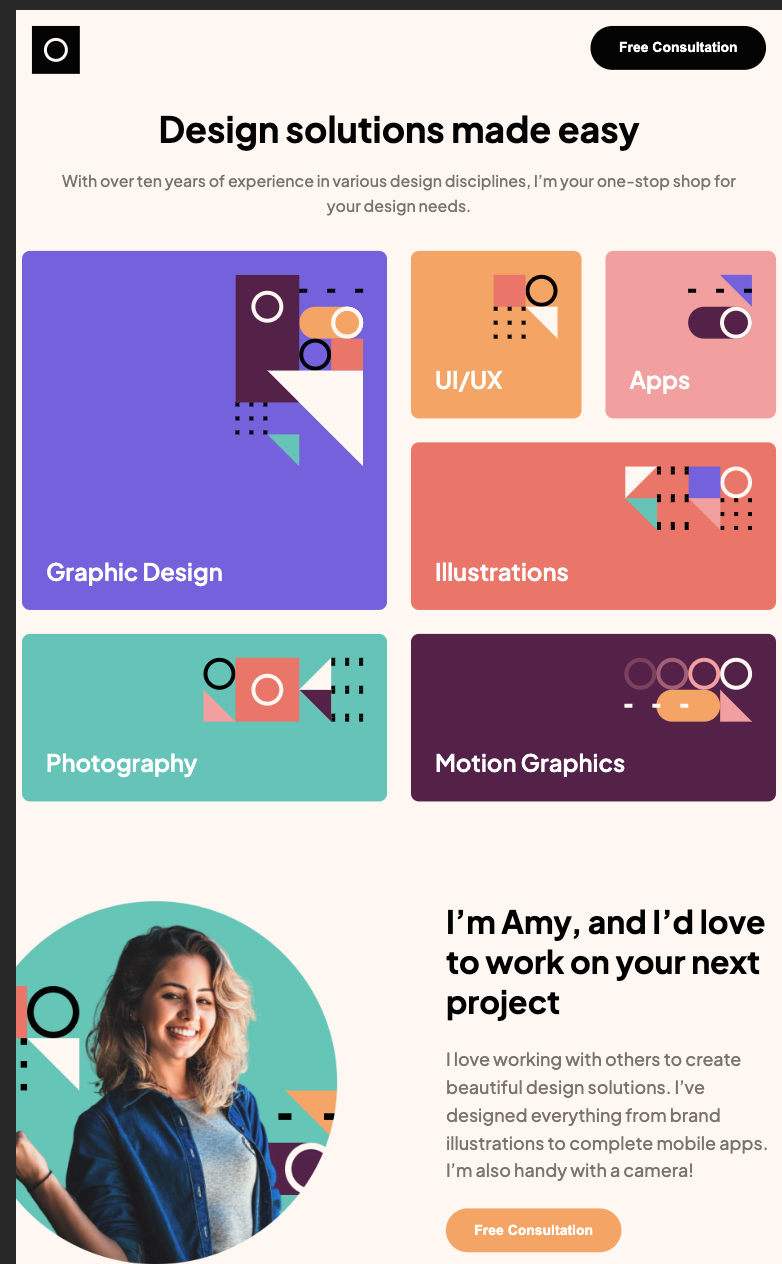 Free Consultation
Design solutions made easy
With over ten years of experience in various design disciplines, I’m your one-stop shop for
your design needs.
Graphic Design
UI/UX
Apps
Illustrations
Photography
Motion Graphics
I’m Amy, and I’d love
to work on your next
project
I love working with others to create
beautiful design solutions. I’ve
designed everything from brand
illustrations to complete mobile apps.
I’m also handy with a camera!
Free Consultation